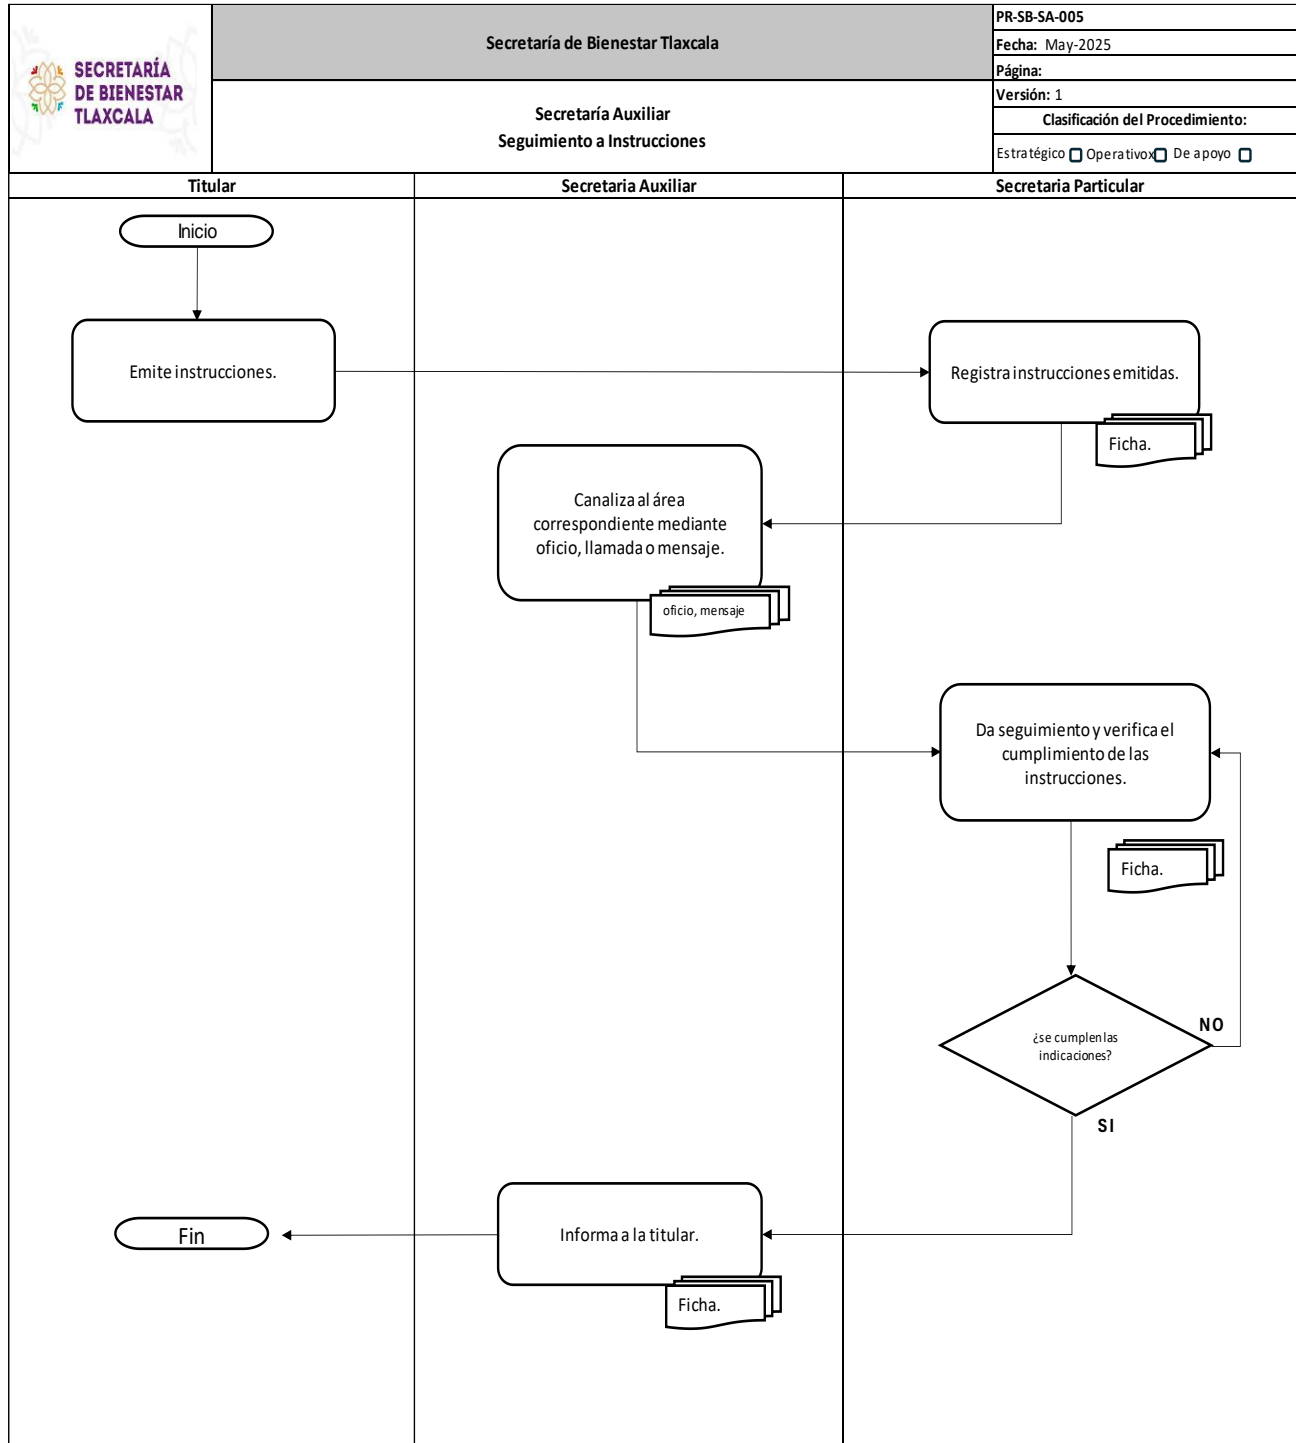 SECRETARÍA
DE BIENESTAR
TLAXCALA
Secretaría de Bienestar Tlaxcala
Secretaría Auxiliar
Seguimiento a Instrucciones
PR-SB-SA-005
Fecha: May-2025
Página:
Versión: 1
Clasificación del Procedimiento:
Estratégico Operativox De apoyo
Titular
Secretaria Auxiliar
Secretaria Particular
Inicio
Emite instrucciones.
Registra instrucciones emitidas.
Ficha.
Canaliza al área
correspondiente mediante
oficio, llamada o mensaje.
oficio, mensaje
Da seguimiento y verifica el
cumplimiento de las
instrucciones.
Ficha.
¿se cumplen las
indicaciones?
NO
SI
Informa a la titular.
Fin
Ficha.